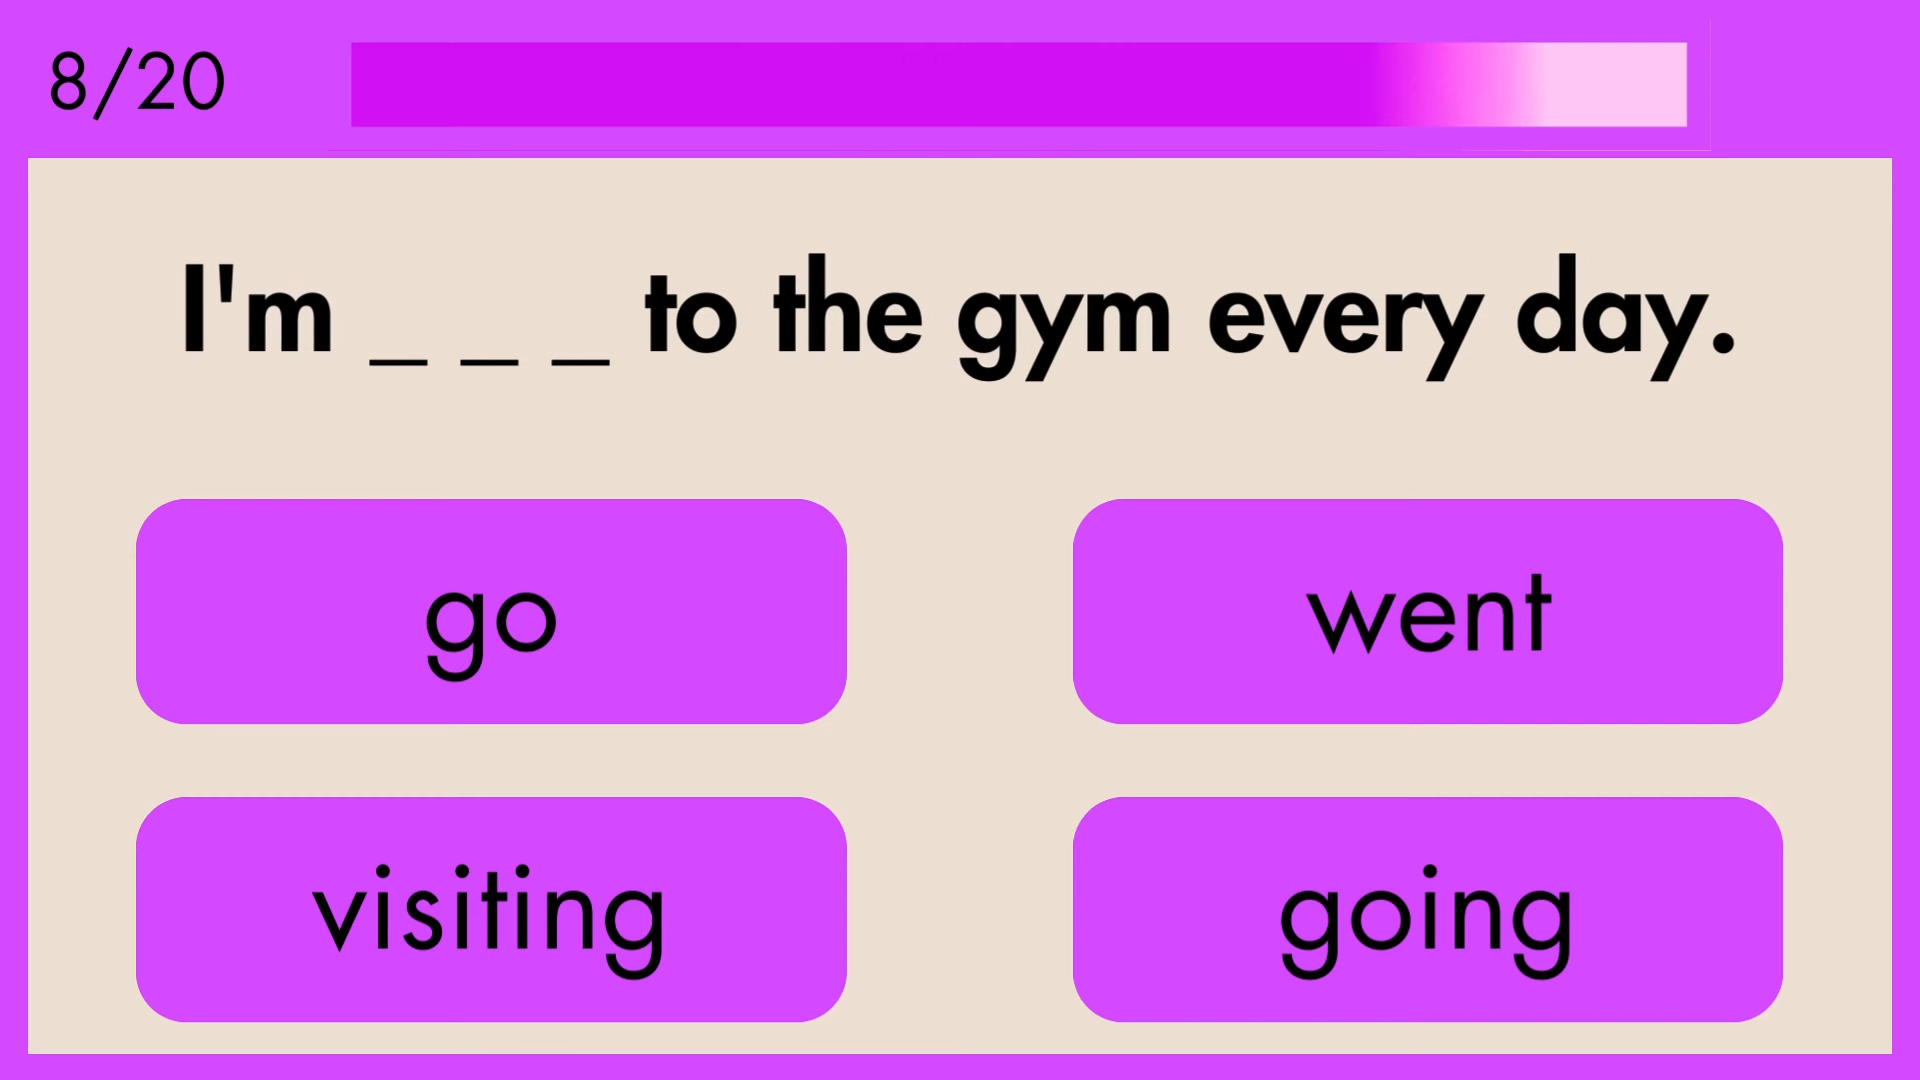 8/20
I'm _ _ _ to the gym every day.
go
went
visiting
going